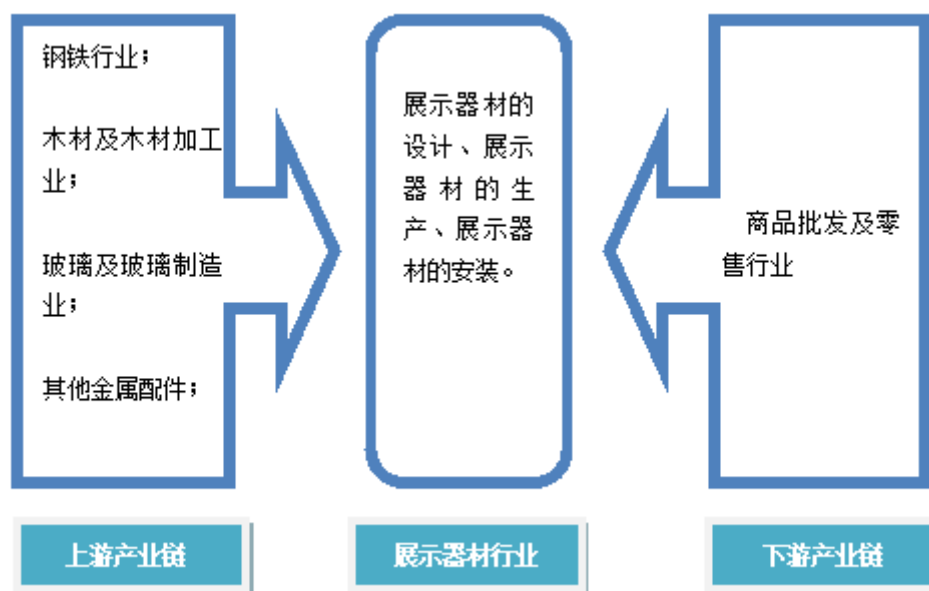 钢铁行业；
木材及木材加工
业；
玻璃及玻璃制造
业；
其他金属配件；
展示器材的
设计、展示
器材的生
产、展示器
材的安装。
商品批发及零
售行业
上游产业链
展示器材行业
下游产业链